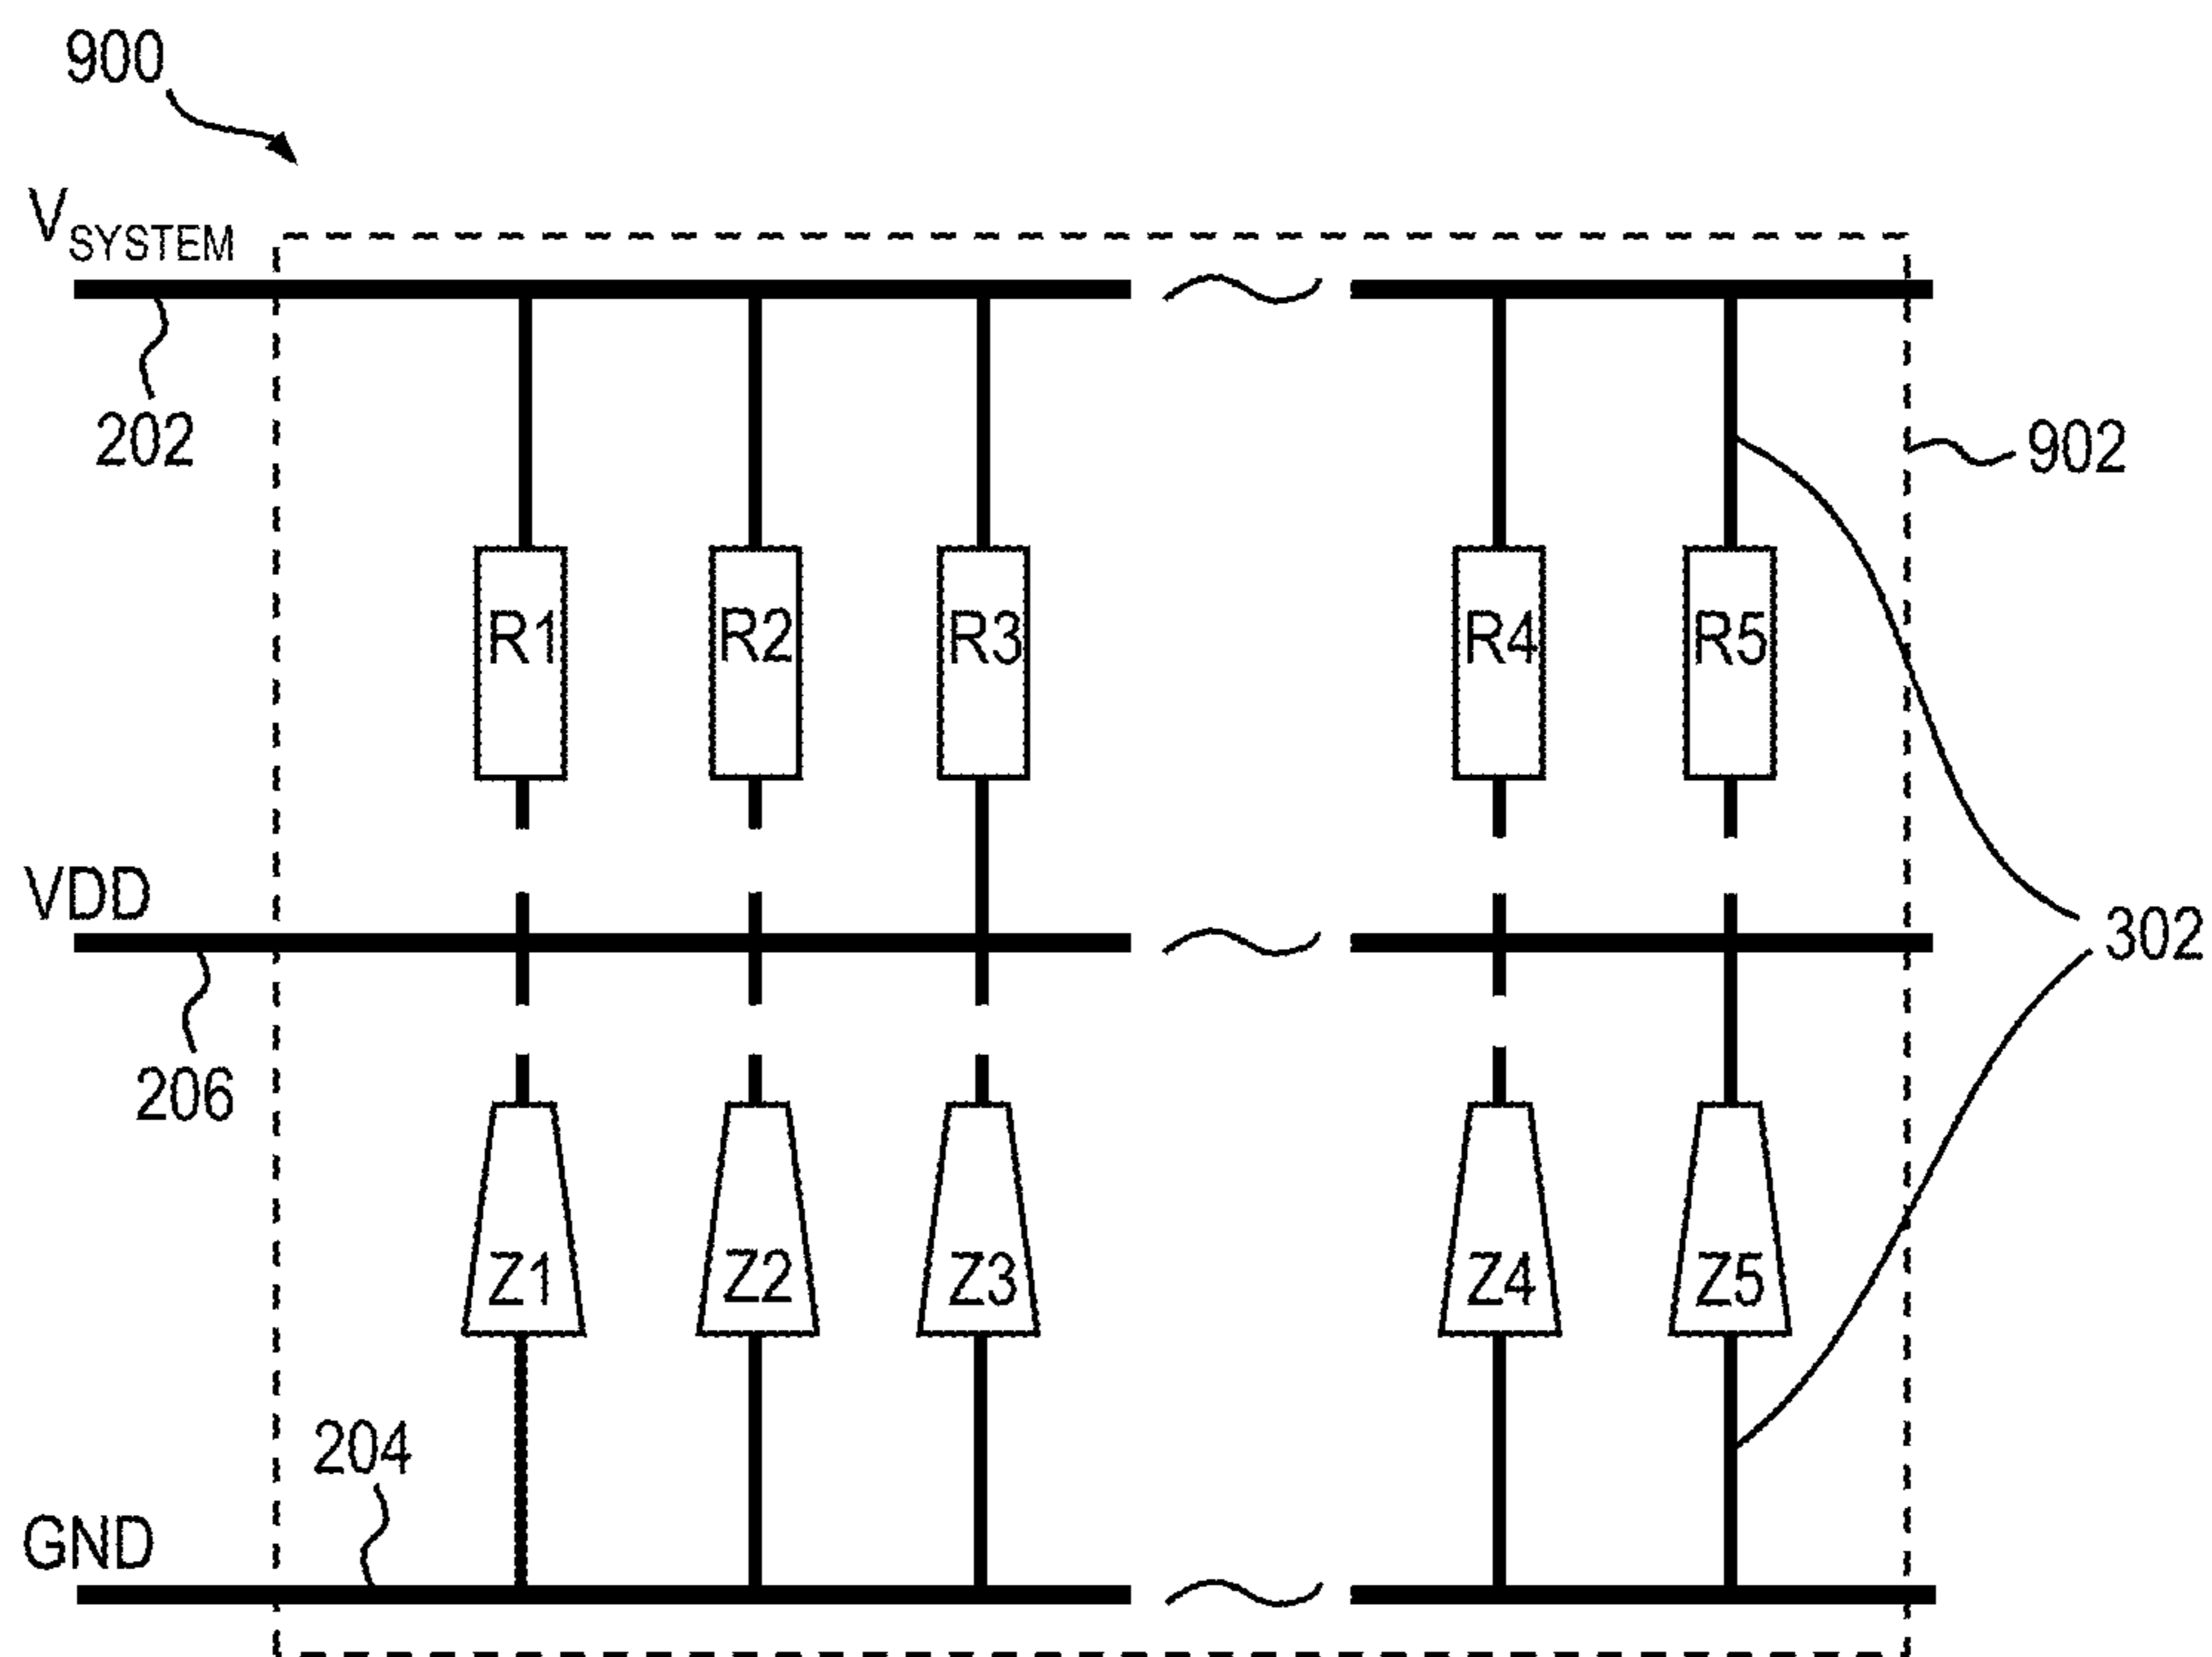 900
VSYSTEM
202
902
R1 R2 R3 R4 R5
VDD
302
206
Z1 Z2 Z3 Z4 Z5
204
GND